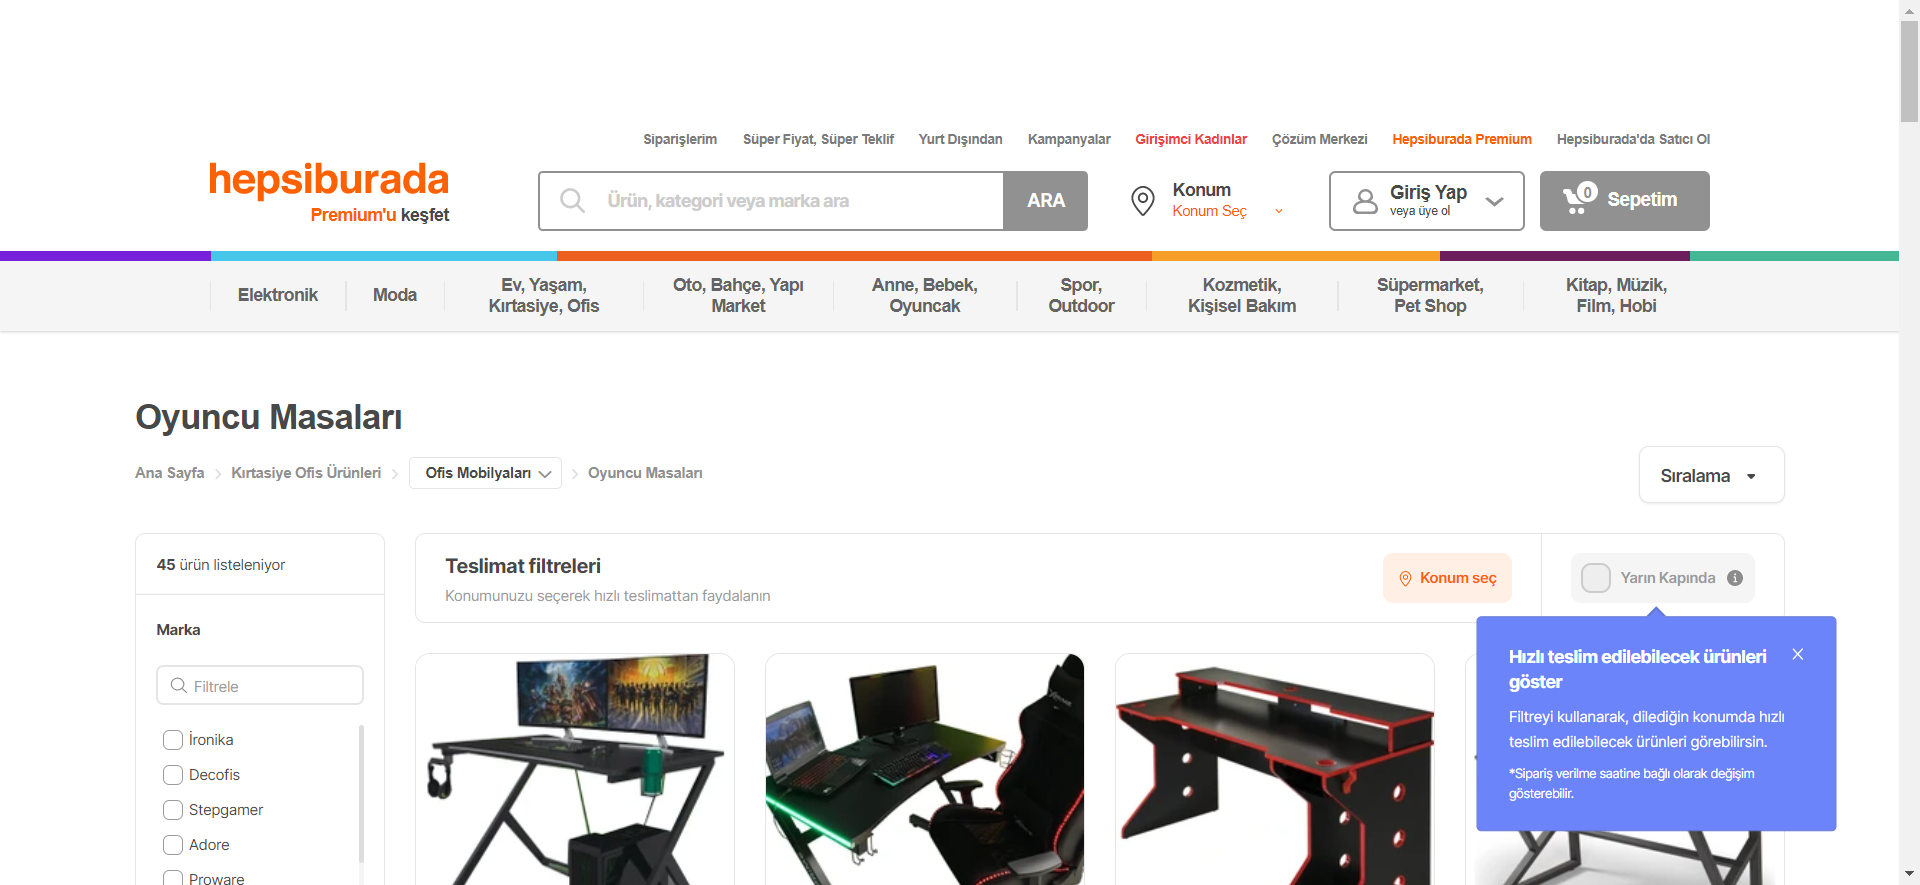 Siparişlerim Süper Fiyat, Süper Teklif Yurt Dışından Kampanyalar Girişimci Kadınlar Çözüm Merkezi Hepsiburada Premium Hepsiburada'da Satıcı Ol
hepsiburada
Premium'u keşfet
Ürün, kategori veya marka ara
ARA
Konum
Konum Seç
Giriş Yap
veya üye ol
0
Sepetim
Elektronik
Moda
Ev, Yaşam,
Kırtasiye, Ofis
Oto, Bahçe, Yapı
Market
Anne, Bebek,
Oyuncak
Spor,
Outdoor
Kozmetik,
Kişisel Bakım
Süpermarket,
Pet Shop
Kitap, Müzik,
Film, Hobi
Oyuncu Masaları
Ana Sayfa Kırtasiye Ofis Ürünleri Ofis Mobilyaları Oyuncu Masaları
Sıralama
45 ürün listeleniyor
Marka
Filtrele
İronika
Decofis
Stepgamer
Adore
Proware
Teslimat filtreleri
Konumunuzu seçerek hızlı teslimattan faydalanın
Konum seç
Yarın Kapında
Hızlı teslim edilebilecek ürünleri
göster
Filtreyi kullanarak, dilediğin konumda hızlı
teslim edilebilecek ürünleri görebilirsin.
*Sipariş verilme saatine bağlı olarak değişim
gösterebilir.